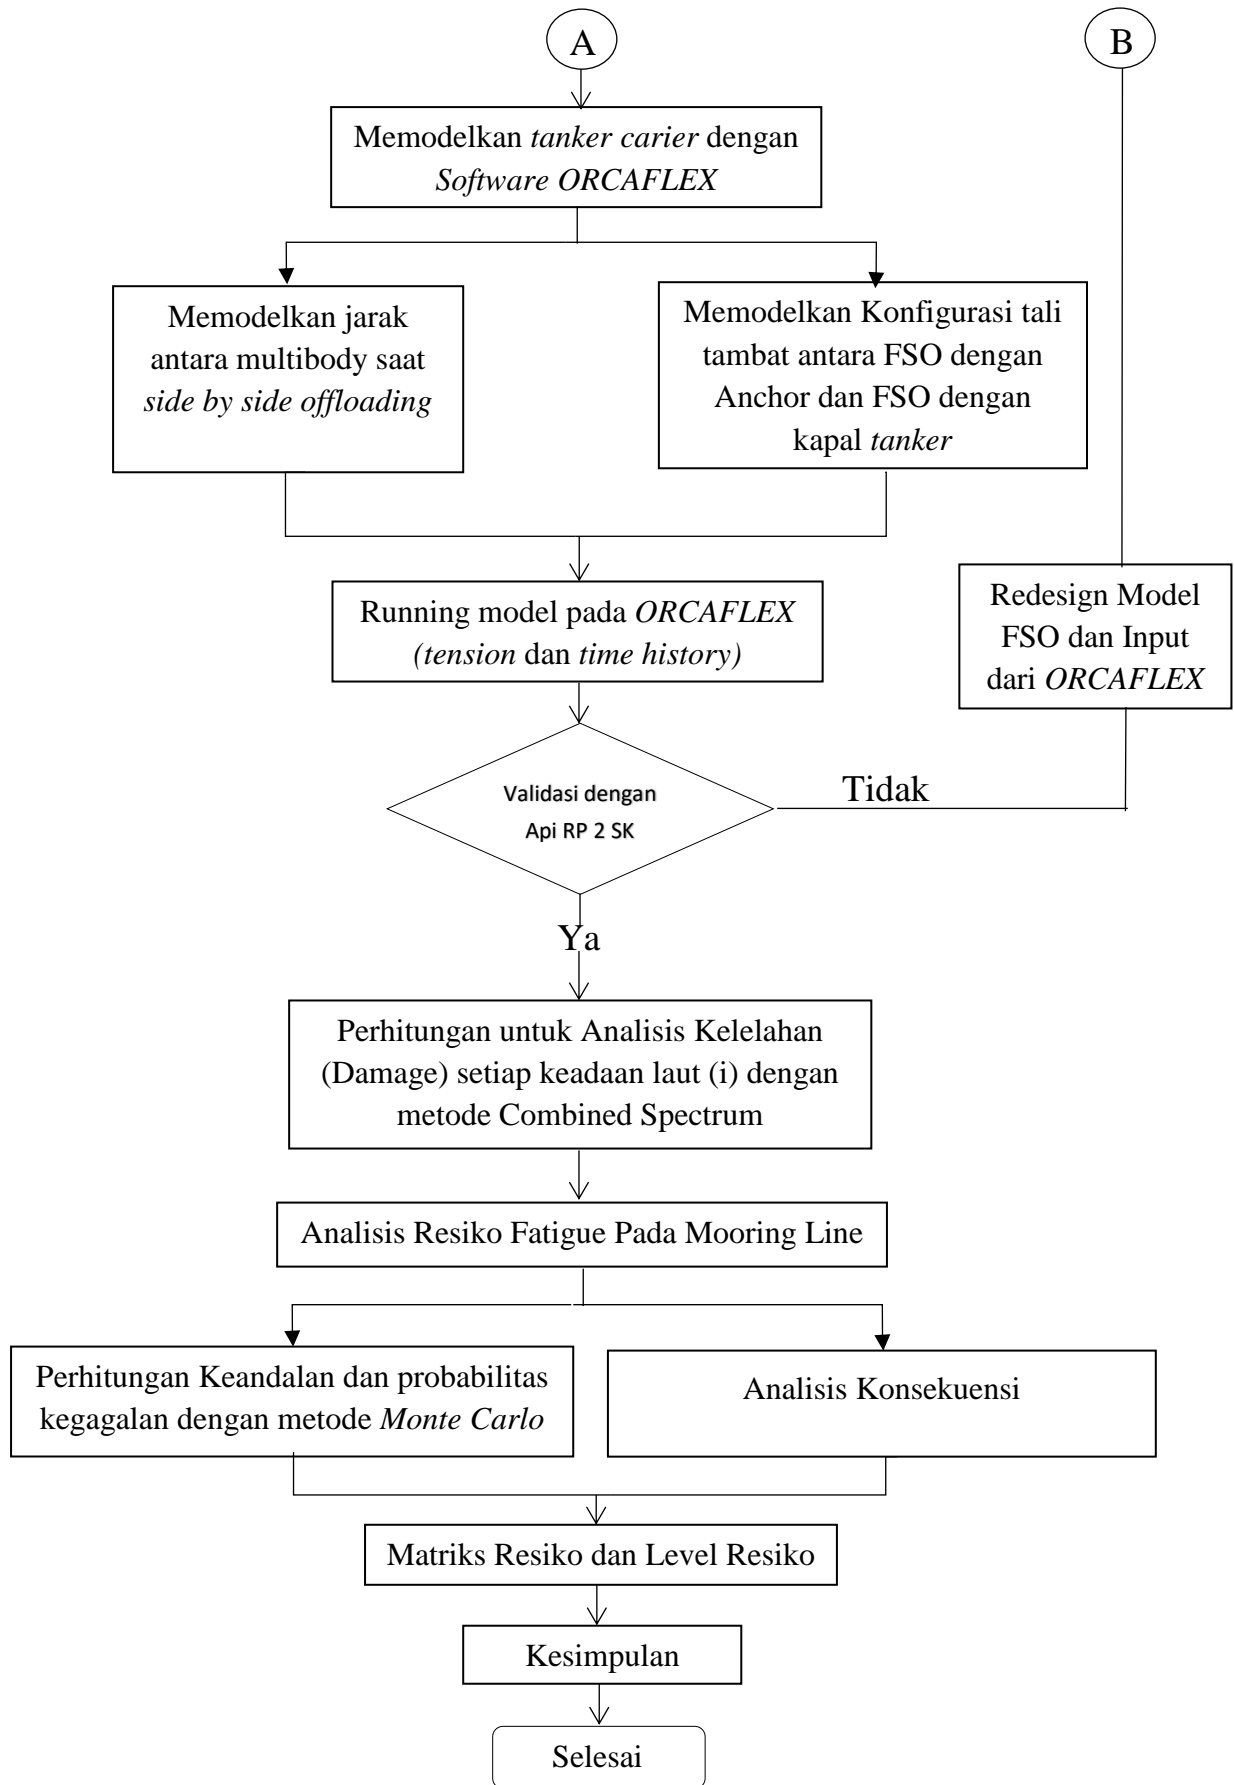 A
B
Memodelkan tanker carier dengan
Software ORCAFLEX
Memodelkan jarak
antara multibody saat
side by side offloading
Memodelkan Konfigurasi tali
tambat antara FSO dengan
Anchor dan FSO dengan
kapal tanker
Running model pada ORCAFLEX
(tension dan time history)
Redesign Model
FSO dan Input
dari ORCAFLEX
Validasi dengan
Api RP 2 SK
Tidak
Ya
Perhitungan untuk Analisis Kelelahan
(Damage) setiap keadaan laut (i) dengan
metode Combined Spectrum
Analisis Resiko Fatigue Pada Mooring Line
Perhitungan Keandalan dan probabilitas
kegagalan dengan metode Monte Carlo
Analisis Konsekuensi
Matriks Resiko dan Level Resiko
Kesimpulan
Selesai